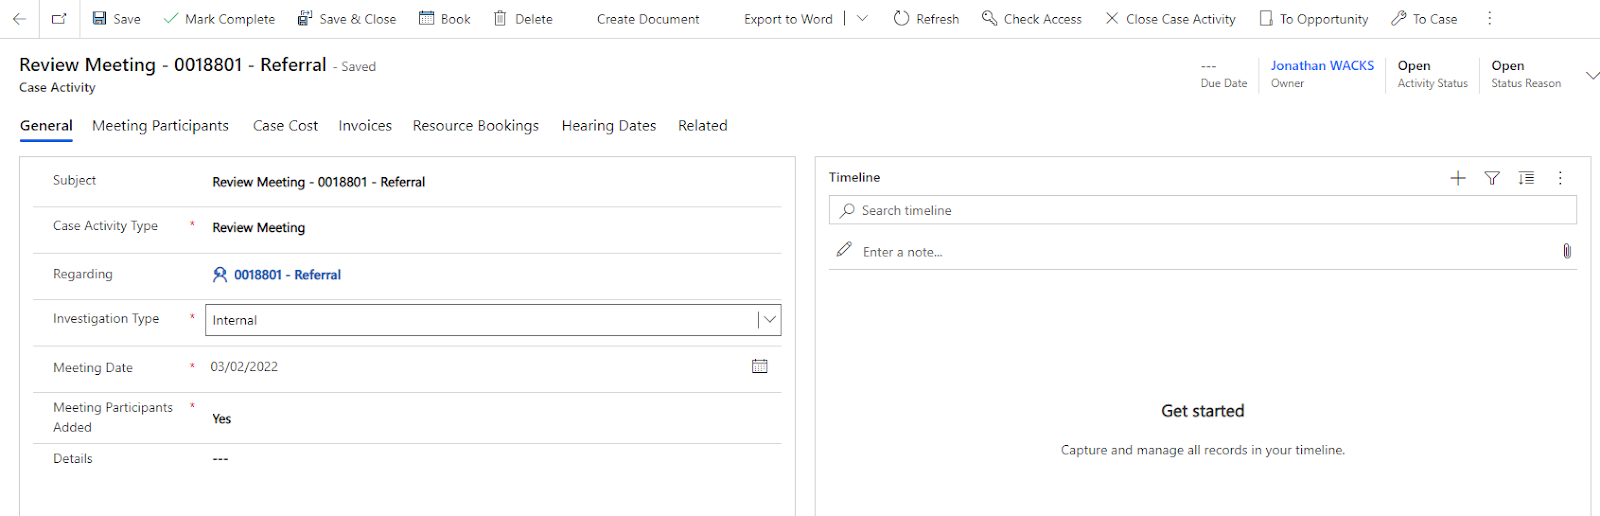 Save Mark Complete Save & Close Book Delete Create Document Export to Word Refresh Check Access Close Case Activity To Opportunity To Case
Review Meeting - 0018801 - Referral - Saved
Case Activity
--- Due Date
Jonathan WACKS Owner
Open Activity Status
Open Status Reason
General Meeting Participants Case Cost Invoices Resource Bookings Hearing Dates Related
Subject Review Meeting - 0018801 - Referral
Case Activity Type * Review Meeting
Regarding 0018801 - Referral
Investigation Type * Internal
Meeting Date * 03/02/2022
Meeting Participants * Yes
Added
Details ---
Timeline
Search timeline
Enter a note...
Get started
Capture and manage all records in your timeline.